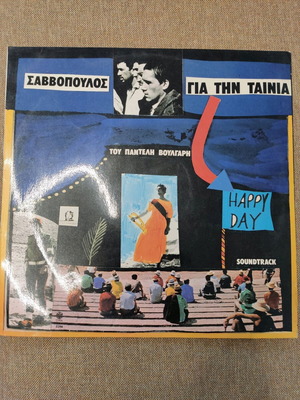 ΣΑΒΒΟΠΟΥΛΟΣ
ΓΙΑ ΤΗΝ ΤΑΙΝΙΑ
ΤΟΥ ΠΑΝΤΕΛΗ ΒΟΥΛΓΑΡΗ
HAPPY
DAY
SOUNDTRACK